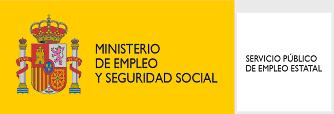 MINISTERIO
DE EMPLEO
Y SEGURIDAD SOCIAL
SERVICIO PÚBLICO
DE EMPLEO ESTATAL